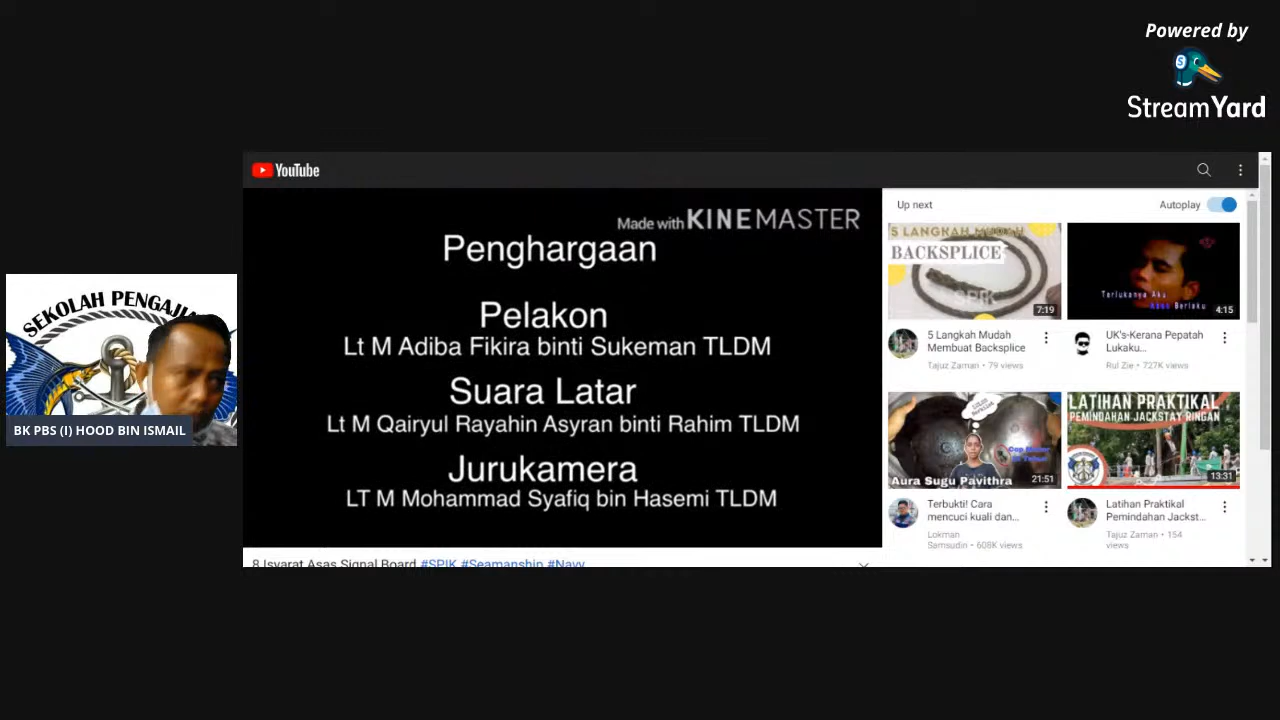 Powered by
StreamYard
YouTube
Made with KINEMASTER
Penghargaan
Pelakon
Lt M Adiba Fikira binti Sukeman TLDM
Suara Latar
Lt M Qairyul Rayahin Asyran binti Rahim TLDM
Jurukamera
LT M Mohammad Syafiq bin Hasemi TLDM
8 Isyarat Asas Signal Board #SPIK #Seamanship #Navy
Up next
Autoplay
5 LANGKAH MUDAH
BACKSPLICE
SPIK
7:19
5 Langkah Mudah
Membuat Backsplice
Tajuz Zaman • 79 views
Terlukanya Aku
Berlaku
4:15
UK's-Kerana Pepatah
Lukaku...
Rul Zie • 727K views
Aura Sugu Pavithra
21:51
Terbukti! Cara
mencuci kuali dan...
Lokman
Samsudin • 608K views
LATIHAN PRAKTIKAL
PEMINDAHAN JACKSTAY RINGAN
13:31
Latihan Praktikal
Pemindahan Jackst...
Tajuz Zaman • 154
views
SEKOLAH
BK PBS (I) HOOD BIN ISMAIL